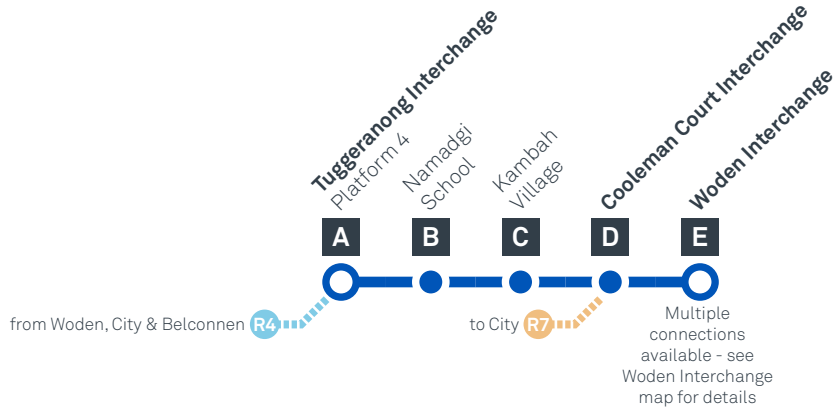 Tuggeranong Interchange
Platform 4
Namadgi
School
Kambah
Village
Cooleman Court Interchange
Woden Interchange
A
B
C
D
E
from Woden, City & Belconnen R4
to City R7
Multiple
connections
available - see
Woden Interchange
map for details